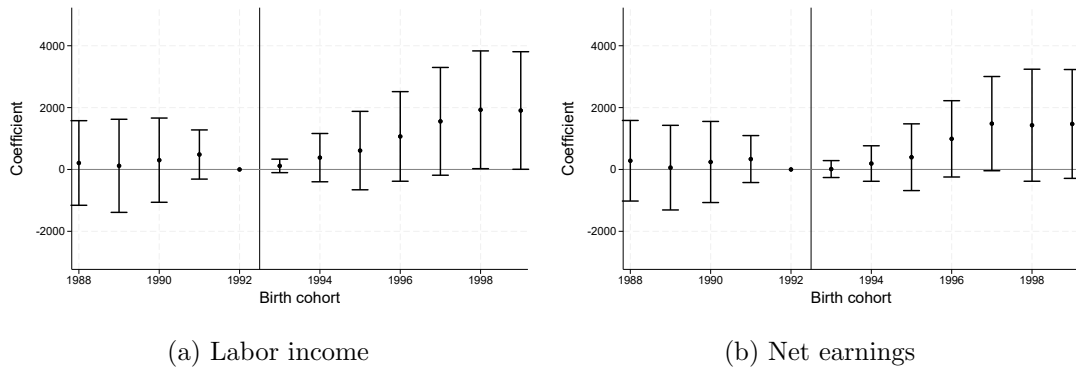 4000
2000
0
-2000
Coefficient
1988 1990 1992 1994 1996 1998
Birth cohort
(a) Labor income
4000
2000
0
-2000
Coefficient
1988 1990 1992 1994 1996 1998
Birth cohort
(b) Net earnings